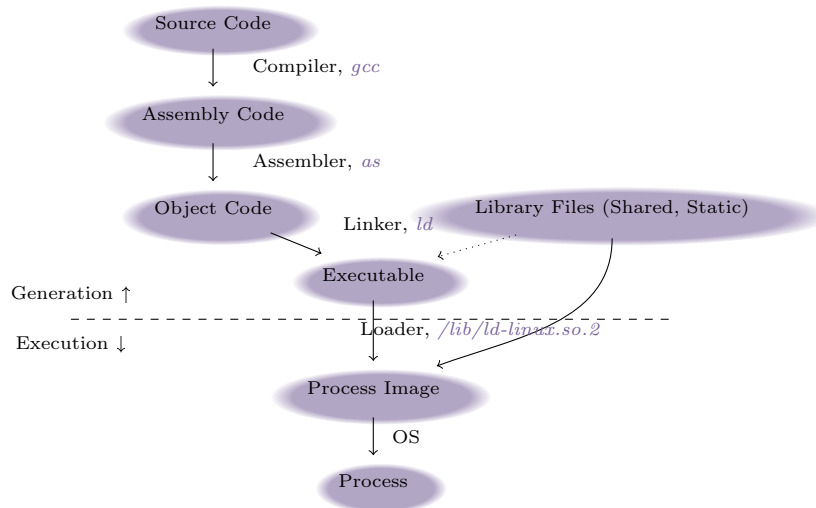 Source Code
Compiler, gcc
Assembly Code
Assembler, as
Object Code
Library Files (Shared, Static)
Linker, ld
Executable
Generation ↑
Loader, /lib/ld-linux.so.2
Execution ↓
Process Image
OS
Process